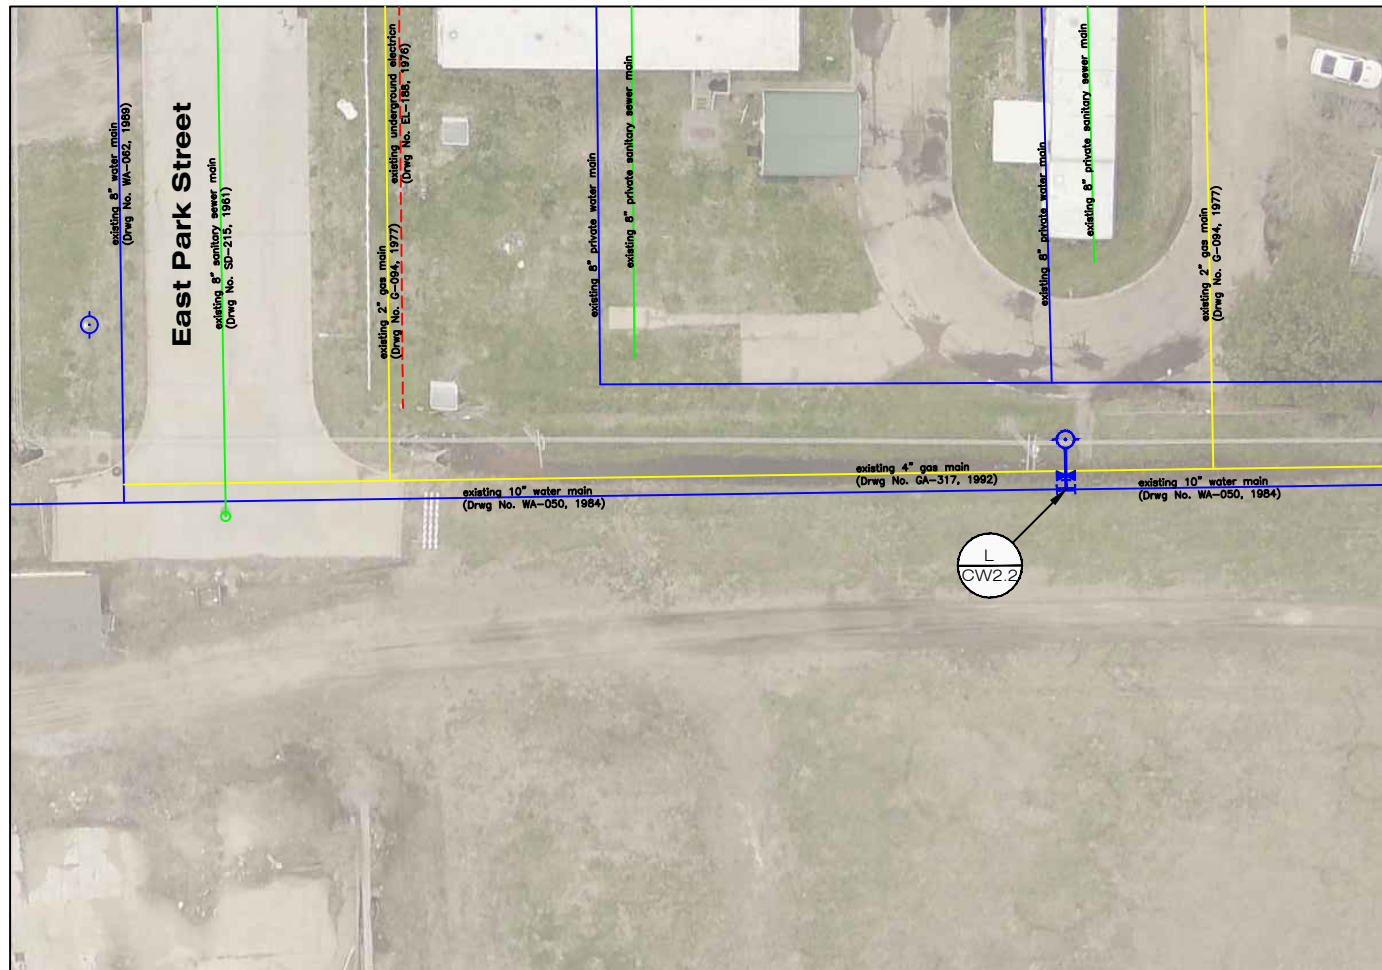 existing 8" water main
(Drwg No. WA-062, 1989)
East Park Street
existing 8" sanitary sewer main
(Drwg No. SD-215, 1961)
existing 2" gas main
(Drwg No. G-094, 1977)
existing underground electrion
(Drwg No. EL-188, 1976)
existing 8" private water main
existing 8" private sanitary sewer main
existing 8" private water main
existing 8" private sanitary sewer main
existing 2" gas main
(Drwg No. G-094, 1977)
existing 10" water main
(Drwg No. WA-050, 1984)
existing 4" gas main
(Drwg No. GA-317, 1992)
existing 10" water main
(Drwg No. WA-050, 1984)
L
CW2.2